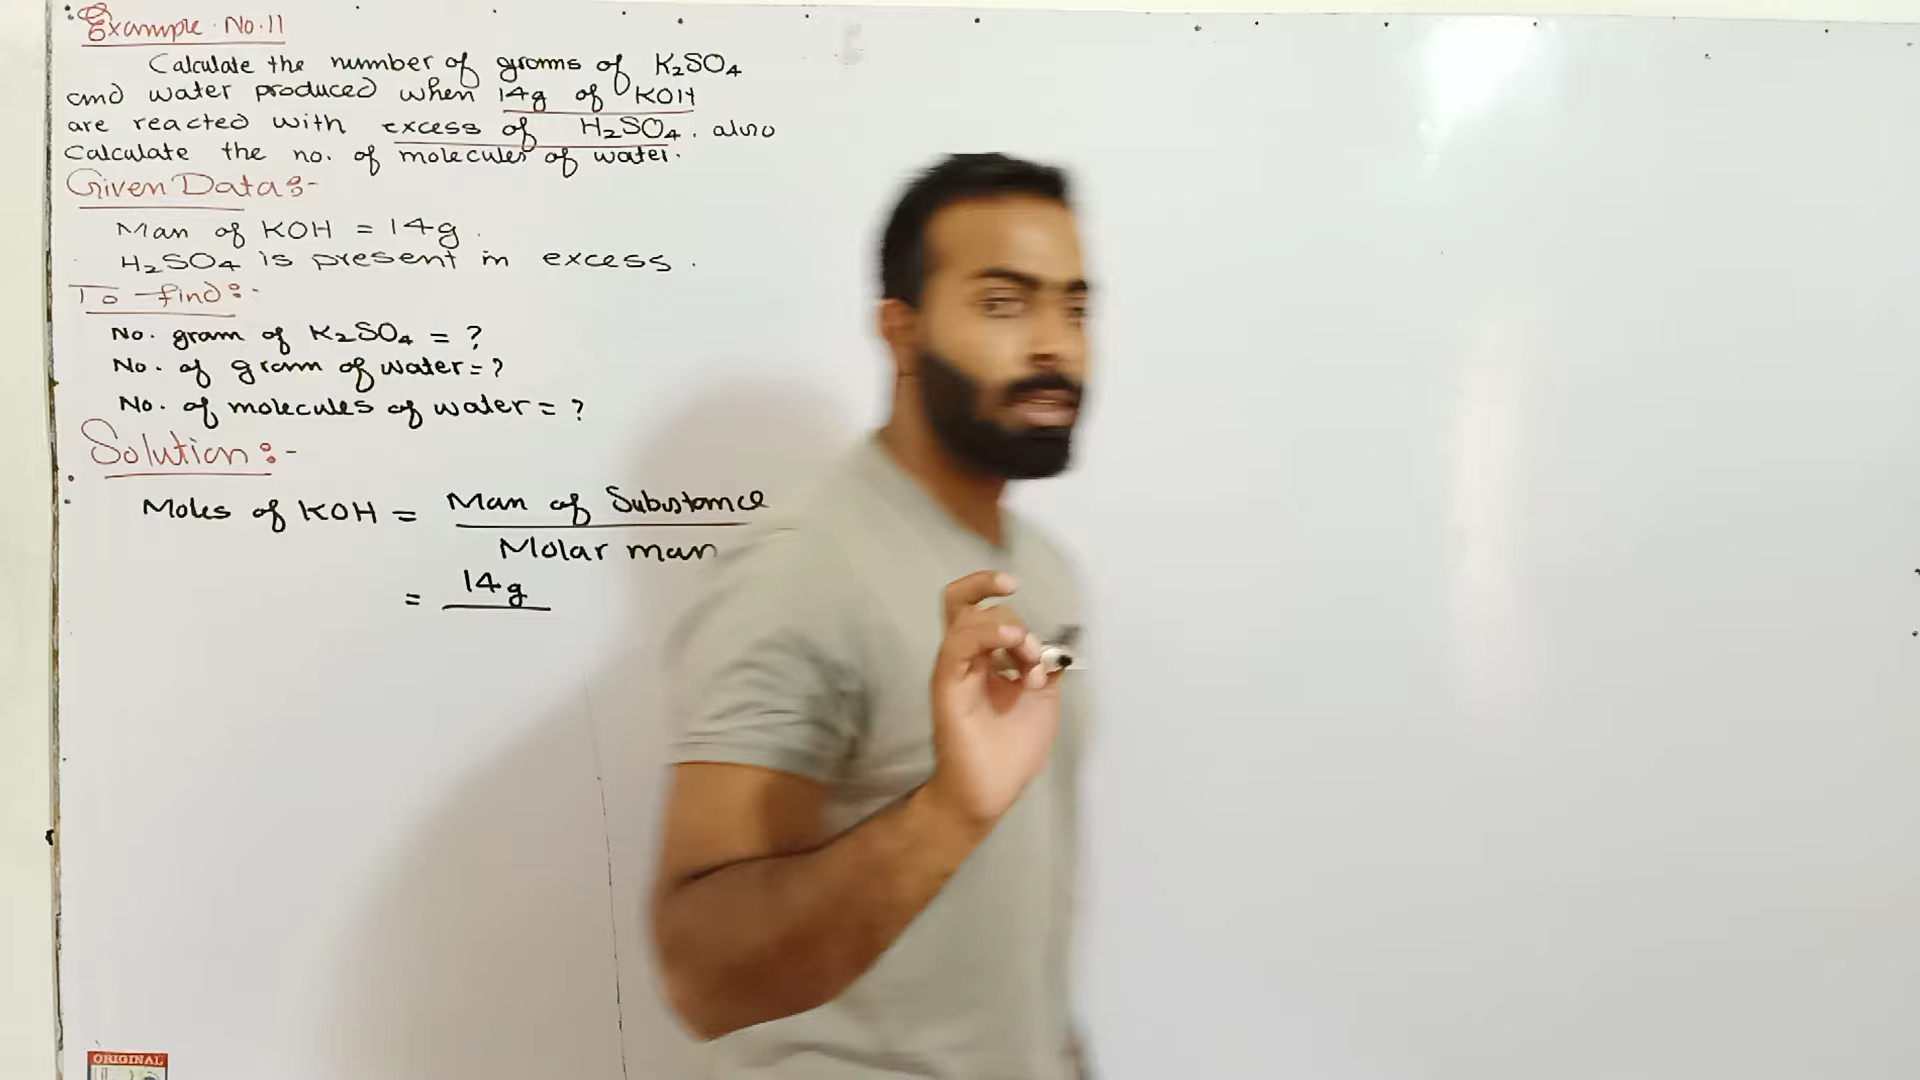 Example No.11
Calculate the number of grams of K₂SO₄
and water produced when 14g of KOH
are reacted with excess of H₂SO₄. also
Calculate the no. of molecules of water.
Given Data:-
Mass of KOH = 14g.
H₂SO₄ is present in excess.
To find:-
No. gram of K₂SO₄ = ?
No. of gram of water = ?
No. of molecules of water = ?
Solution:-
Moles of KOH = Mass of Substance
Molar mass
= 14g
ORIGINAL